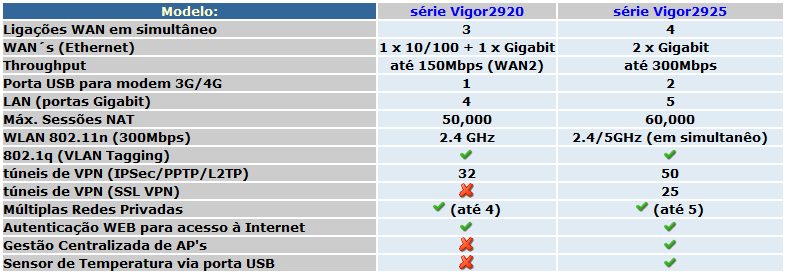 Modelo: série Vigor2920 série Vigor2925
Ligações WAN em simultâneo 3 4
WAN´s (Ethernet) 1 x 10/100 + 1 x Gigabit 2 x Gigabit
Throughput até 150Mbps (WAN2) até 300Mbps
Porta USB para modem 3G/4G 1 2
LAN (portas Gigabit) 4 5
Máx. Sessões NAT 50,000 60,000
WLAN 802.11n (300Mbps) 2.4 GHz 2.4/5GHz (em simultanêo)
802.1q (VLAN Tagging)
túneis de VPN (IPSec/PPTP/L2TP) 32 50
túneis de VPN (SSL VPN) 25
Múltiplas Redes Privadas (até 4) (até 5)
Autenticação WEB para acesso à Internet
Gestão Centralizada de AP's
Sensor de Temperatura via porta USB